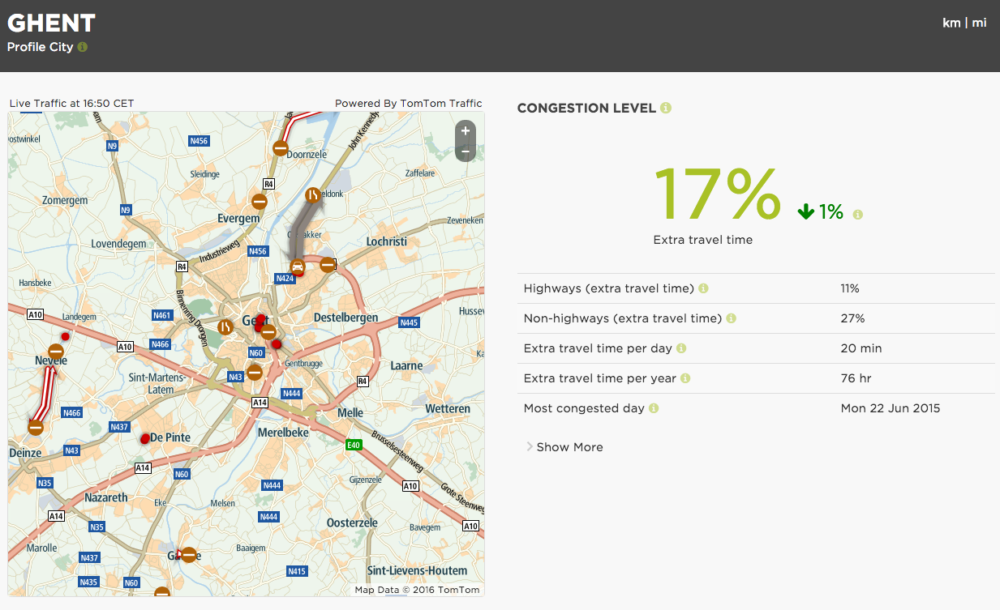 GHENT
km | mi
Profile City
Live Traffic at 16:50 CET
Powered By TomTom Traffic
CONGESTION LEVEL
17%
1%
Extra travel time
Highways (extra travel time) 11%
Non-highways (extra travel time) 27%
Extra travel time per day 20 min
Extra travel time per year 76 hr
Most congested day Mon 22 Jun 2015
Show More
+
−
John Kennedy
ostwinkel
N9
N456
Doornzele
Sleidinge
Zaffelare
R4
Zomergem
eldonk
N9
Evergem
Zeveneken
Lovendegem
Lochristi
Industrieweg
N456
R4
N424
Hansbeke
Binnenring Drongen
A10
Landegem
N461
Destelbergen
N445
A10
N466
N60
Nevele
Gentbrugge
Laarne
Sint-Martens-
Latem
N43
R4
N444
A14
N466
Melle
Wetteren
N437
Merelbeke
De Pinte
Brusselsesteenweg
E40
Deinze
N43
A14
N60
Gijzenzele
N35
N444
A10
Grote Steenweg
Nazareth
Eke
Melsen
A14
N444
Oosterzele
N35
Bavegem
A10
Marolle
Baaigem
N437
N415
Sint-Lievens-Houtem
N435
N60
Map Data © 2016 TomTom